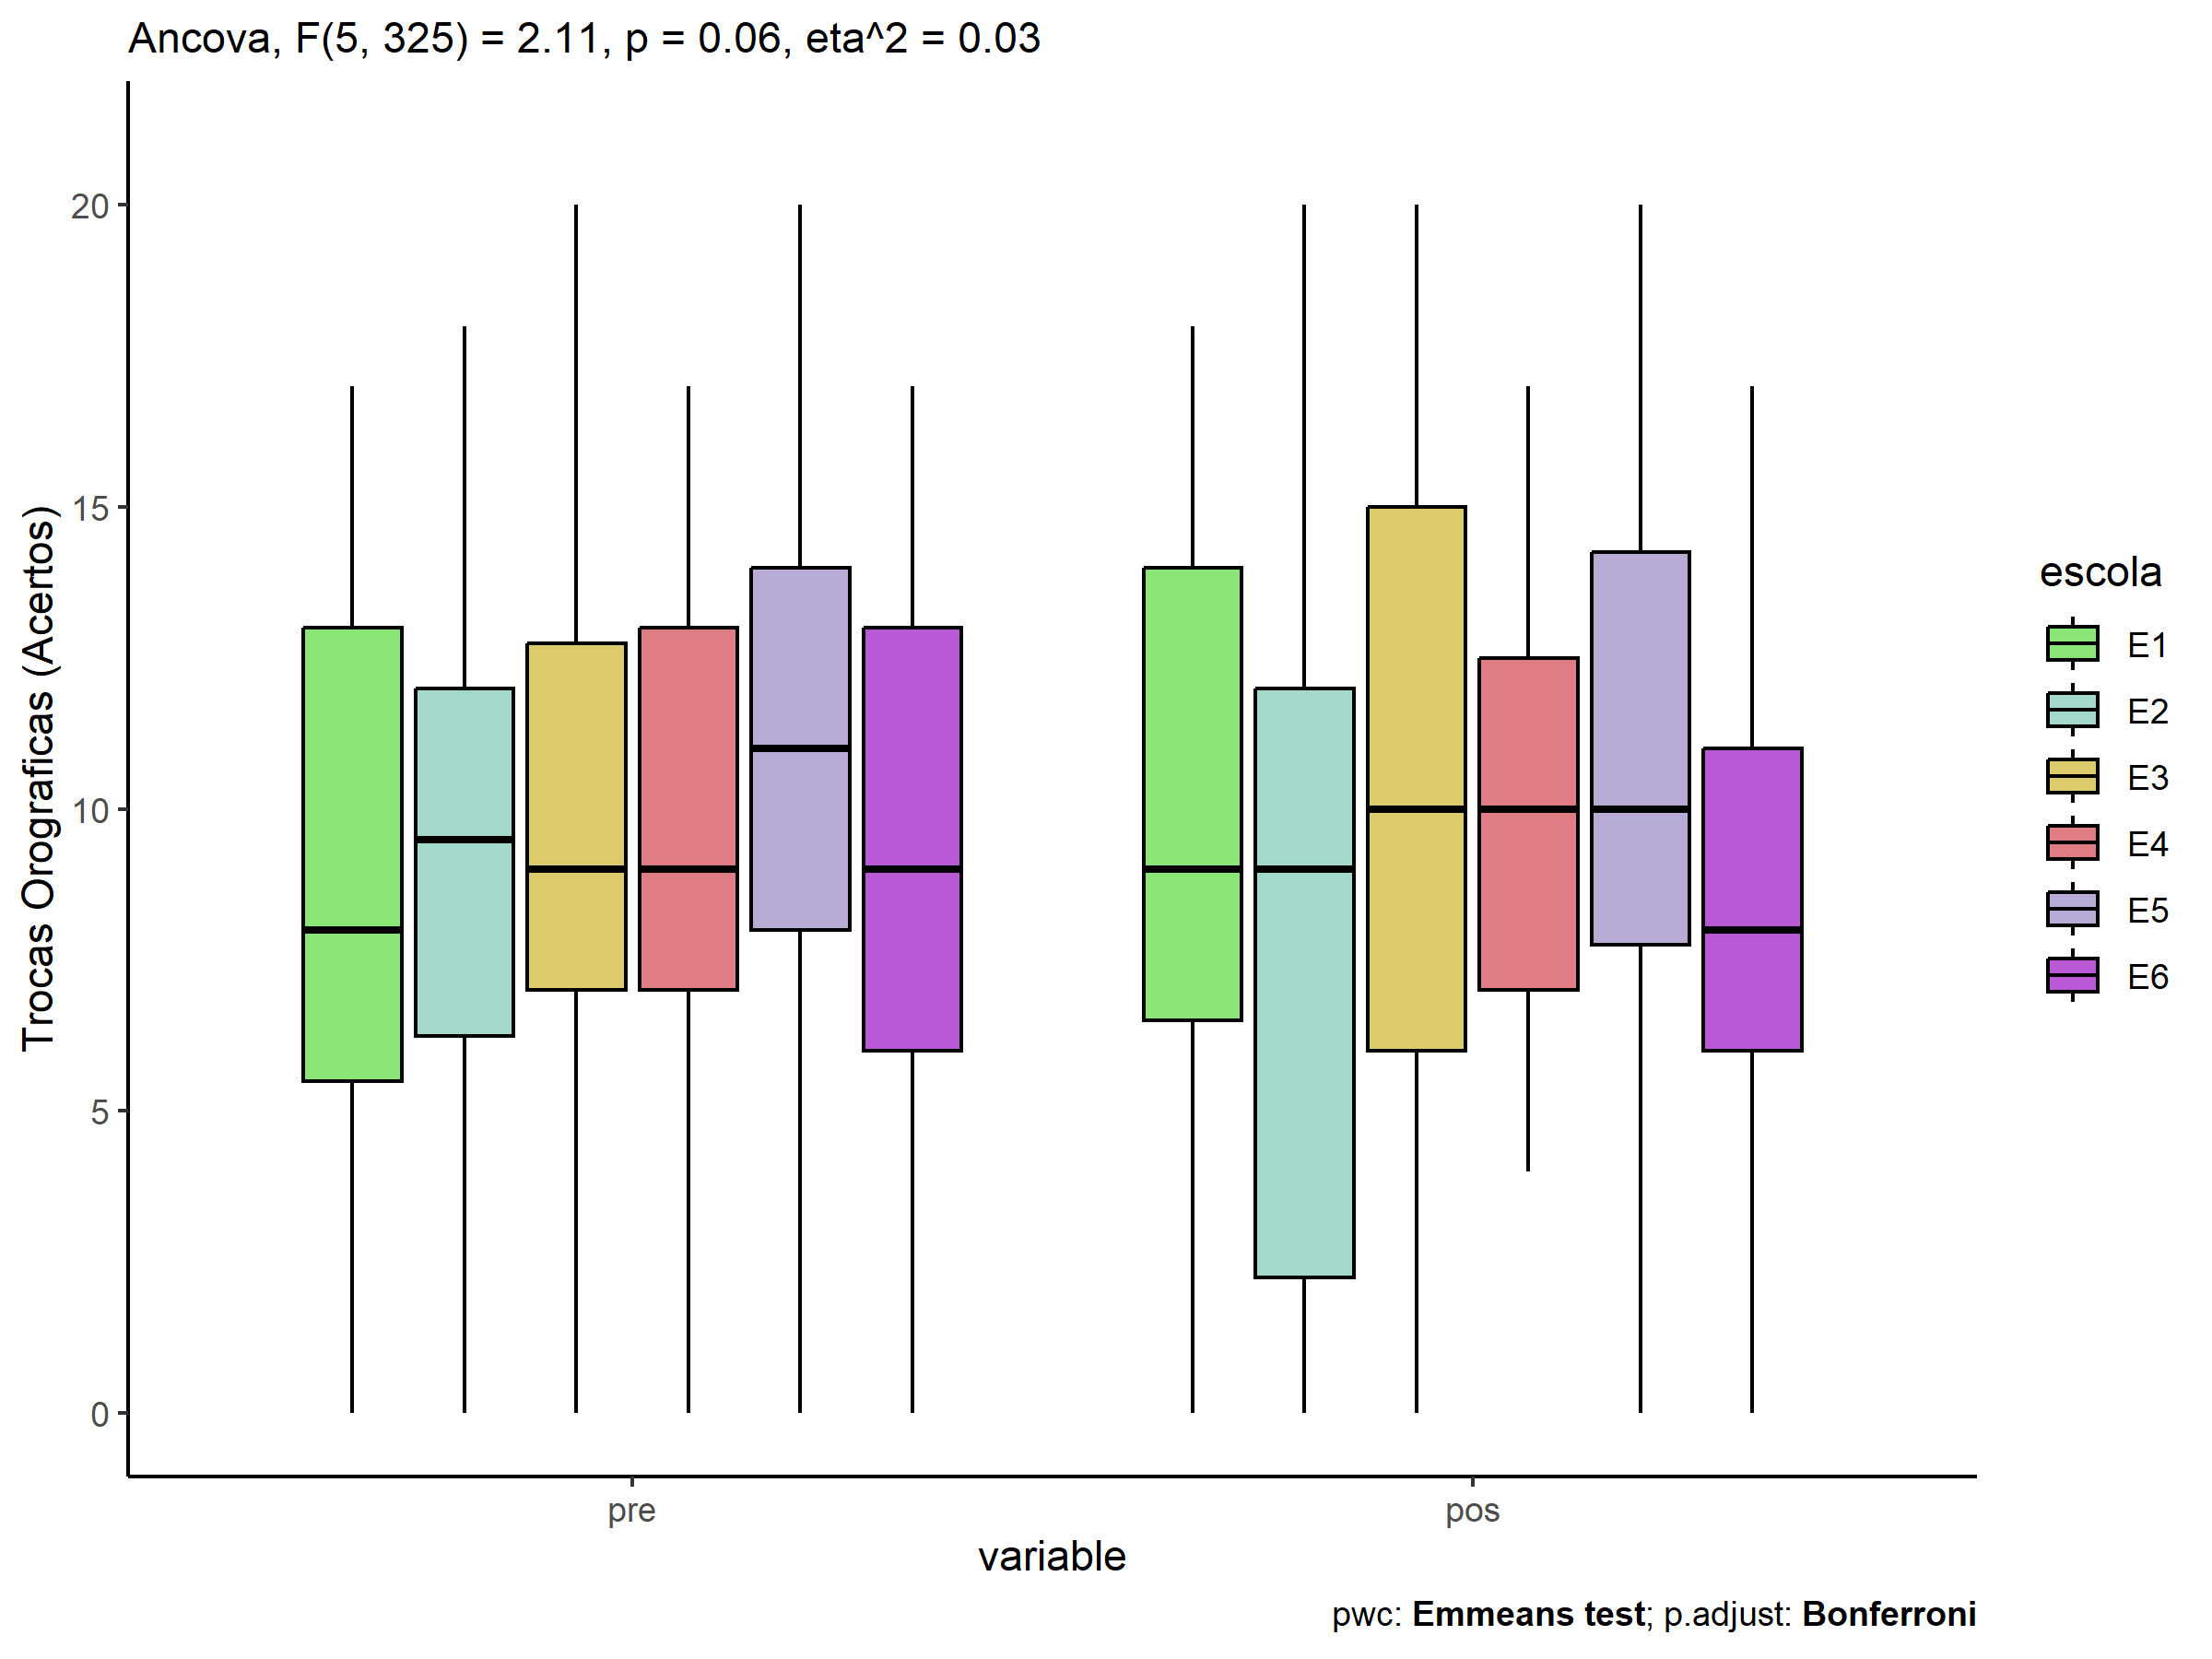 Ancova, F(5, 325) = 2.11, p = 0.06, eta^2 = 0.03
Trocas Orograficas (Acertos)
20
15
10
5
0
pre
pos
variable
escola
E1
E2
E3
E4
E5
E6
pwc: Emmeans test; p.adjust: Bonferroni